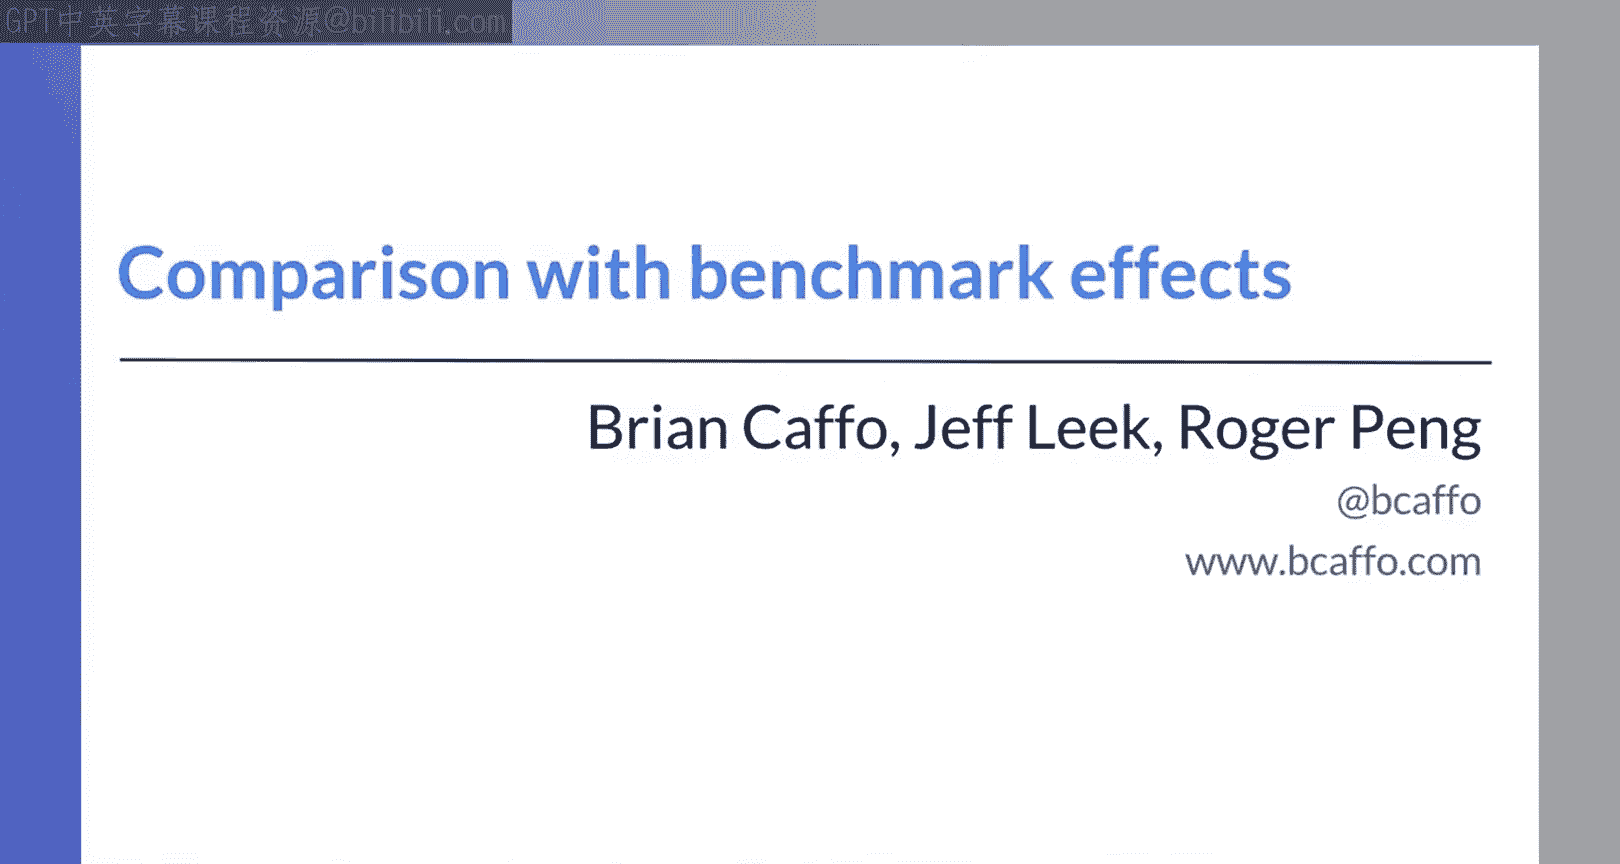 GPT中英字幕课程资源@bilibili.com
Comparison with benchmark effects
Brian Caffo, Jeff Leek, Roger Peng
@bcaffo
www.bcaffo.com